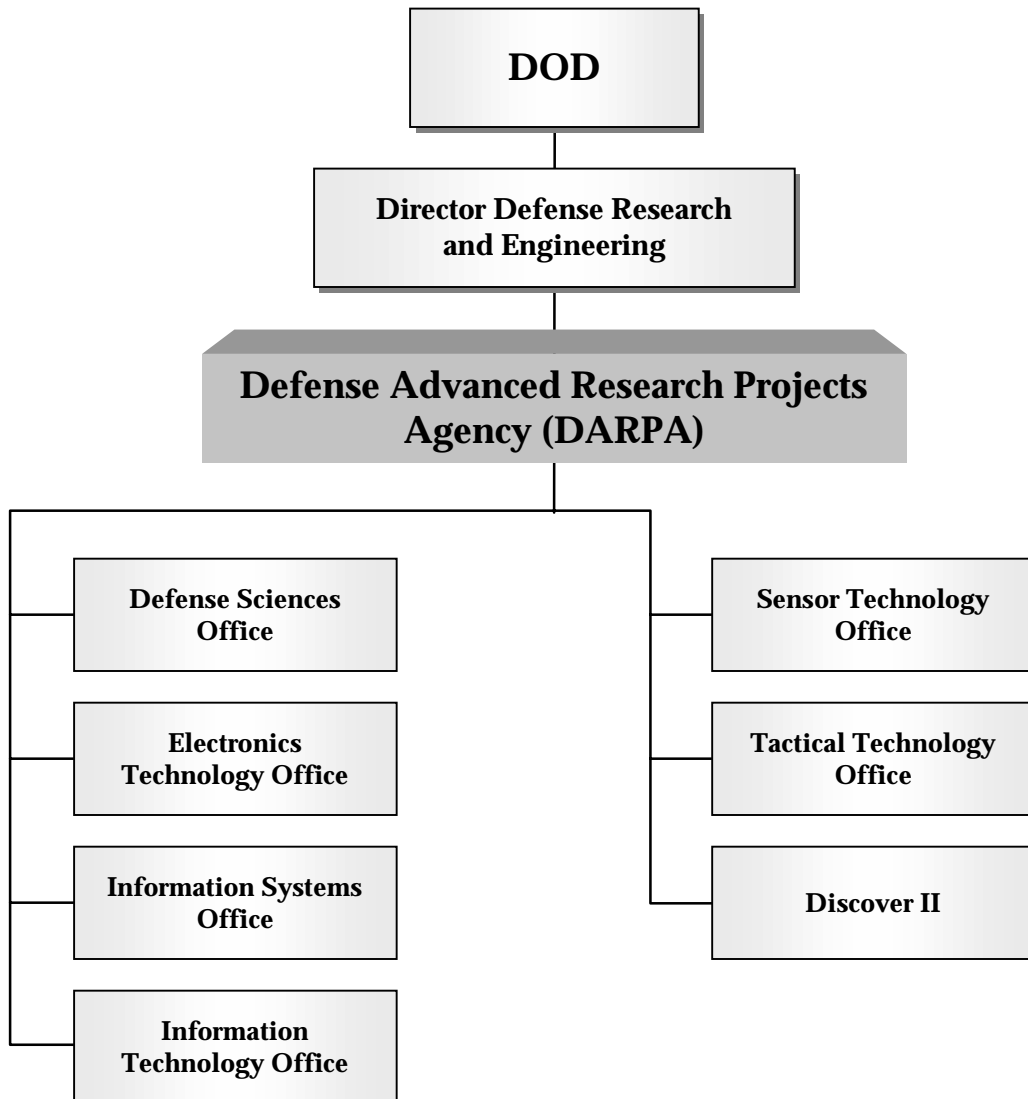 DOD
Director Defense Research
and Engineering
Defense Advanced Research Projects
Agency (DARPA)
Defense Sciences
Office
Electronics
Technology Office
Information Systems
Office
Information
Technology Office
Sensor Technology
Office
Tactical Technology
Office
Discover II